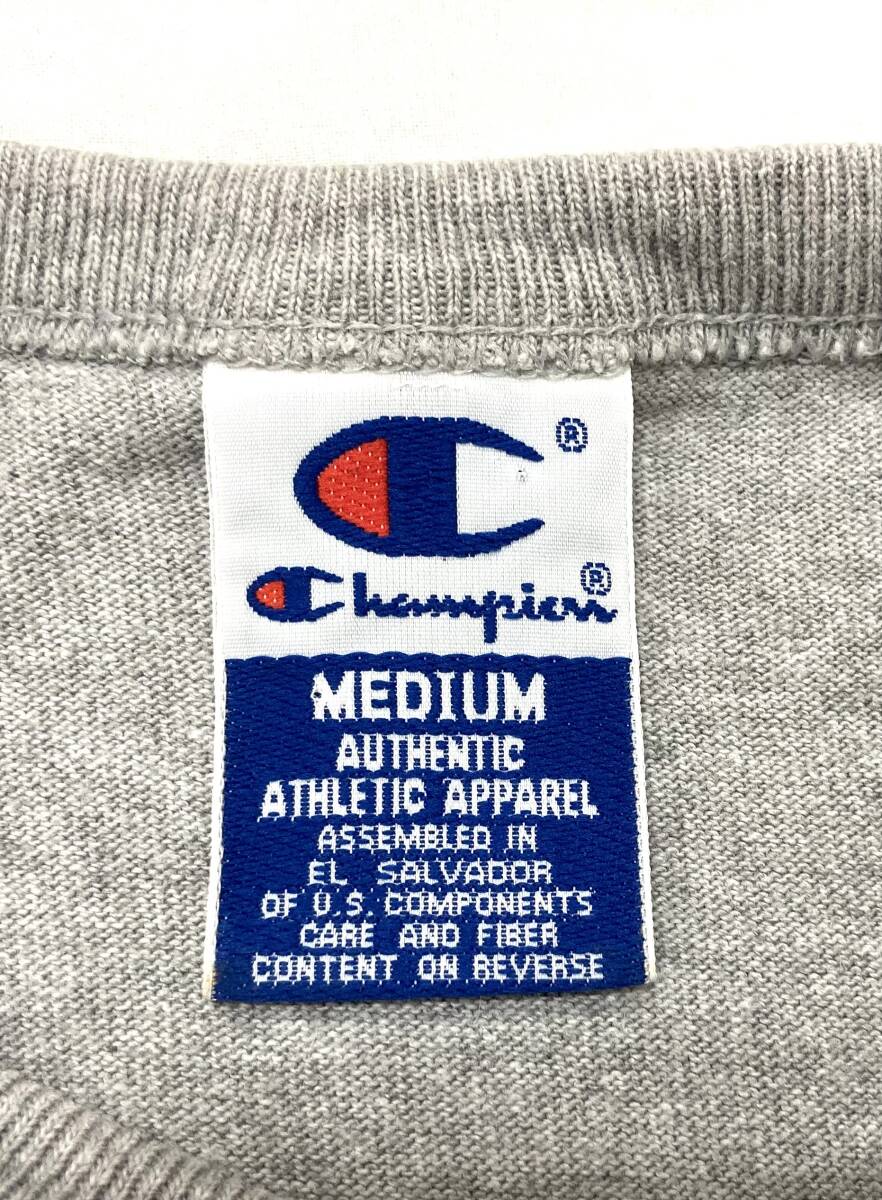 ®
Champion®
MEDIUM
AUTHENTIC
ATHLETIC APPAREL
ASSEMBLED IN
EL SALVADOR
OF U.S. COMPONENTS
CARE AND FIBER
CONTENT ON REVERSE